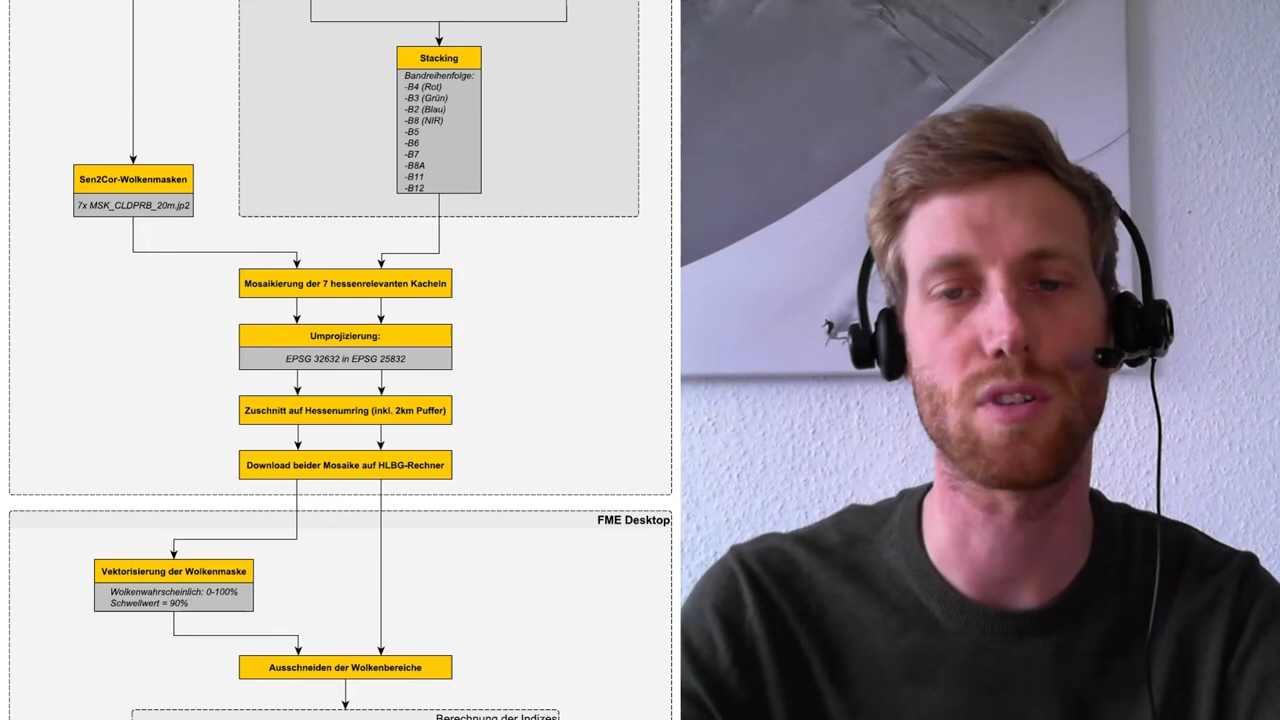 Stacking
Bandreihenfolge:
-B4 (Rot)
-B3 (Grün)
-B2 (Blau)
-B8 (NIR)
-B5
-B6
-B7
-B8A
-B11
-B12
Sen2Cor-Wolkenmasken
7x MSK_CLDPRB_20m.jp2
Mosaikierung der 7 hessenrelevanten Kacheln
Umprojizierung:
EPSG 32632 in EPSG 25832
Zuschnitt auf Hessenumring (inkl. 2km Puffer)
Download beider Mosaike auf HLBG-Rechner
FME Desktop
Vektorisierung der Wolkenmaske
Wolkenwahrscheinlich: 0-100%
Schwellwert = 90%
Ausschneiden der Wolkenbereiche
Berechnung der Indizes